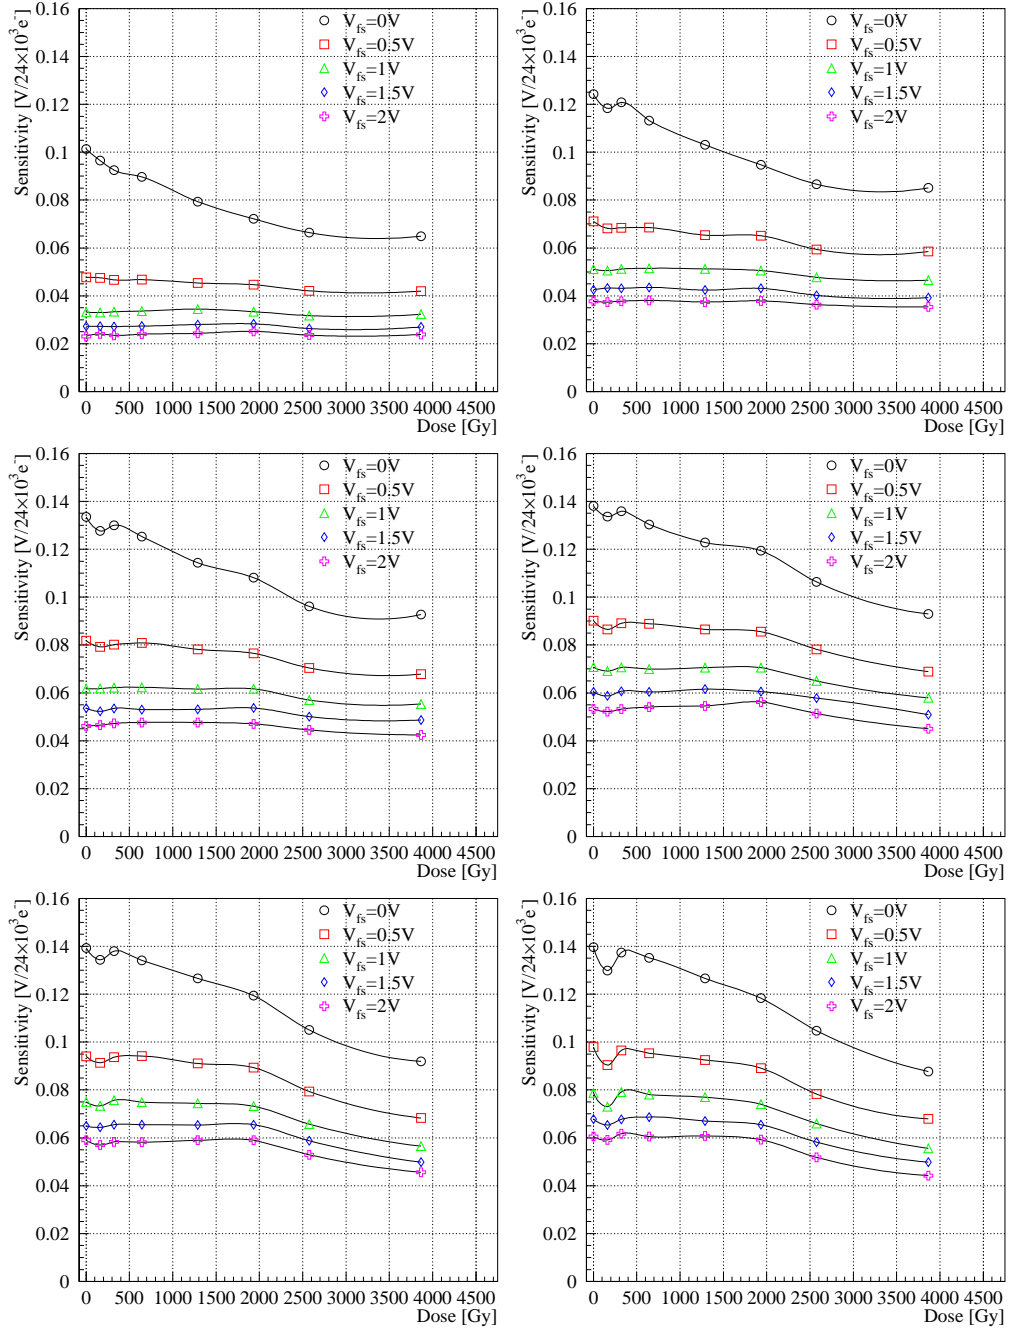 Sensitivity [V/24×10³e⁻]
0.16
0.14
0.12
0.1
0.08
0.06
0.04
0.02
0
V_fs=0V
V_fs=0.5V
V_fs=1V
V_fs=1.5V
V_fs=2V
0 500 1000 1500 2000 2500 3000 3500 4000 4500
Dose [Gy]
Sensitivity [V/24×10³e⁻]
0.16
0.14
0.12
0.1
0.08
0.06
0.04
0.02
0
V_fs=0V
V_fs=0.5V
V_fs=1V
V_fs=1.5V
V_fs=2V
0 500 1000 1500 2000 2500 3000 3500 4000 4500
Dose [Gy]
Sensitivity [V/24×10³e⁻]
0.16
0.14
0.12
0.1
0.08
0.06
0.04
0.02
0
V_fs=0V
V_fs=0.5V
V_fs=1V
V_fs=1.5V
V_fs=2V
0 500 1000 1500 2000 2500 3000 3500 4000 4500
Dose [Gy]
Sensitivity [V/24×10³e⁻]
0.16
0.14
0.12
0.1
0.08
0.06
0.04
0.02
0
V_fs=0V
V_fs=0.5V
V_fs=1V
V_fs=1.5V
V_fs=2V
0 500 1000 1500 2000 2500 3000 3500 4000 4500
Dose [Gy]
Sensitivity [V/24×10³e⁻]
0.16
0.14
0.12
0.1
0.08
0.06
0.04
0.02
0
V_fs=0V
V_fs=0.5V
V_fs=1V
V_fs=1.5V
V_fs=2V
0 500 1000 1500 2000 2500 3000 3500 4000 4500
Dose [Gy]
Sensitivity [V/24×10³e⁻]
0.16
0.14
0.12
0.1
0.08
0.06
0.04
0.02
0
V_fs=0V
V_fs=0.5V
V_fs=1V
V_fs=1.5V
V_fs=2V
0 500 1000 1500 2000 2500 3000 3500 4000 4500
Dose [Gy]